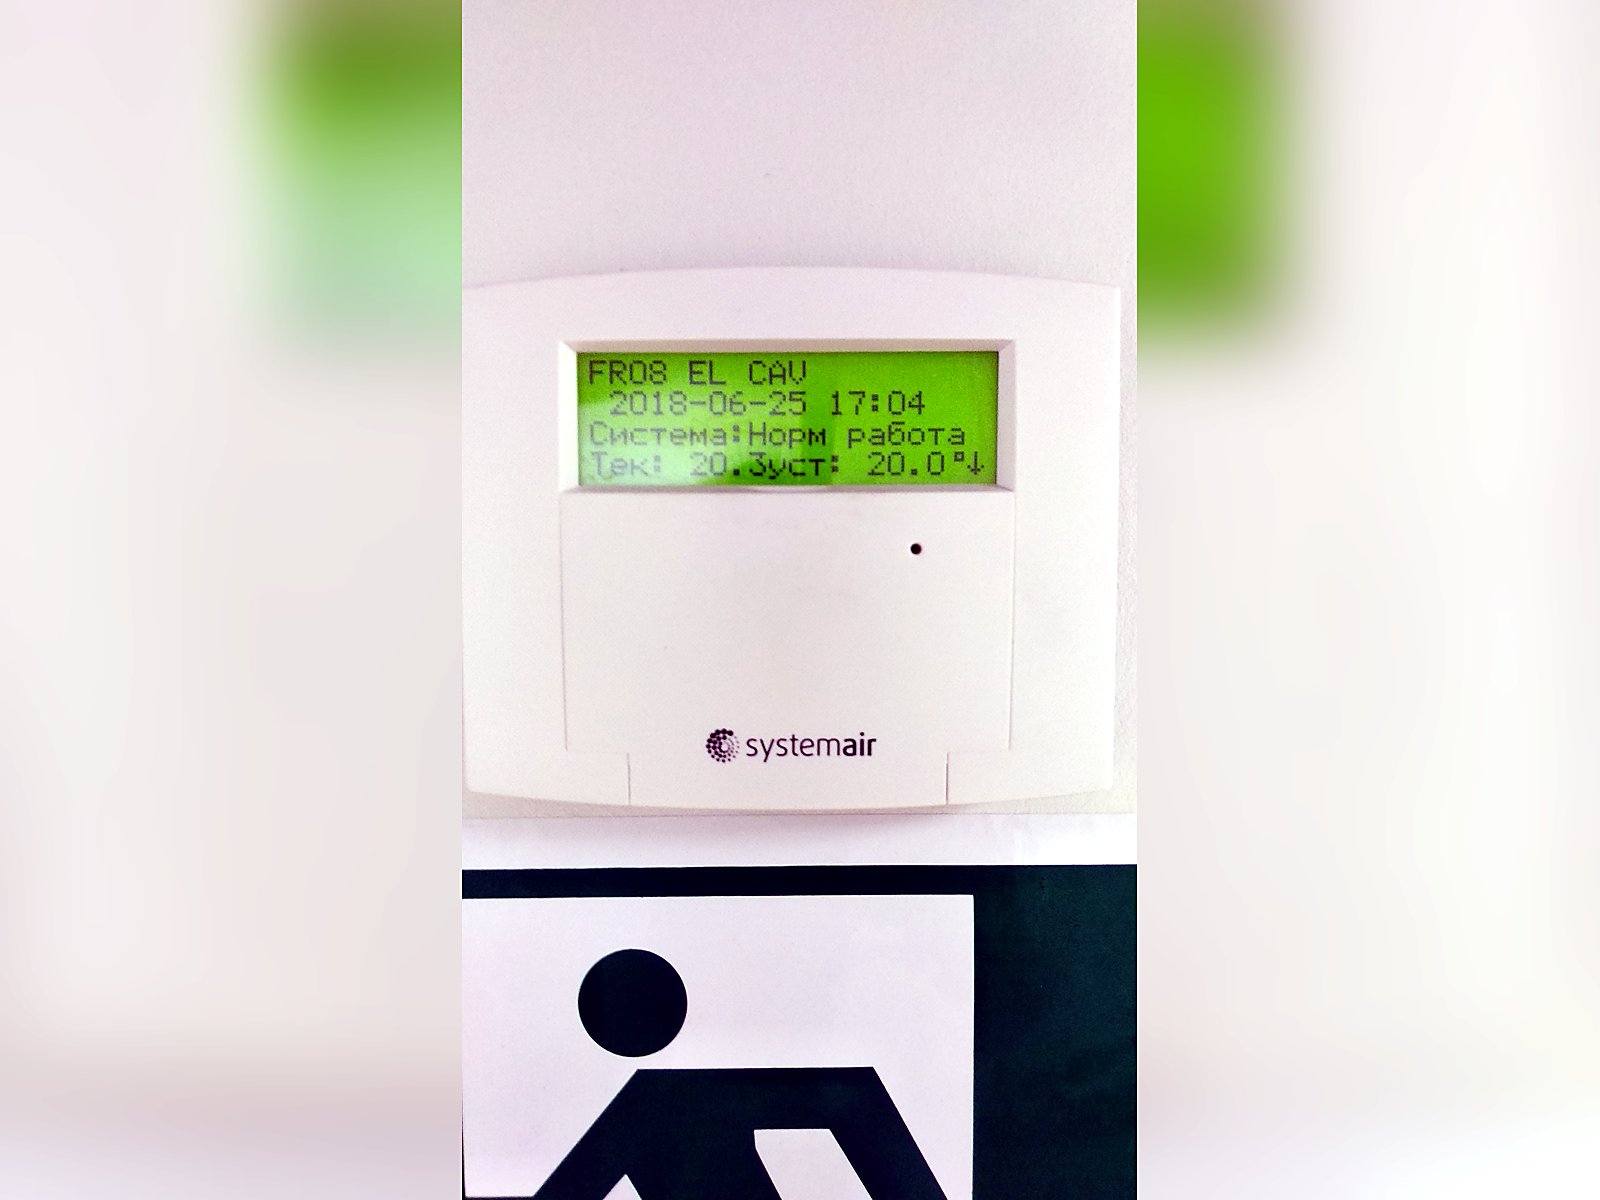 FR08 EL CAV
2018-06-25 17:04
Система:Норм работа
Тек: 20.3уст: 20.0°↓
systemair